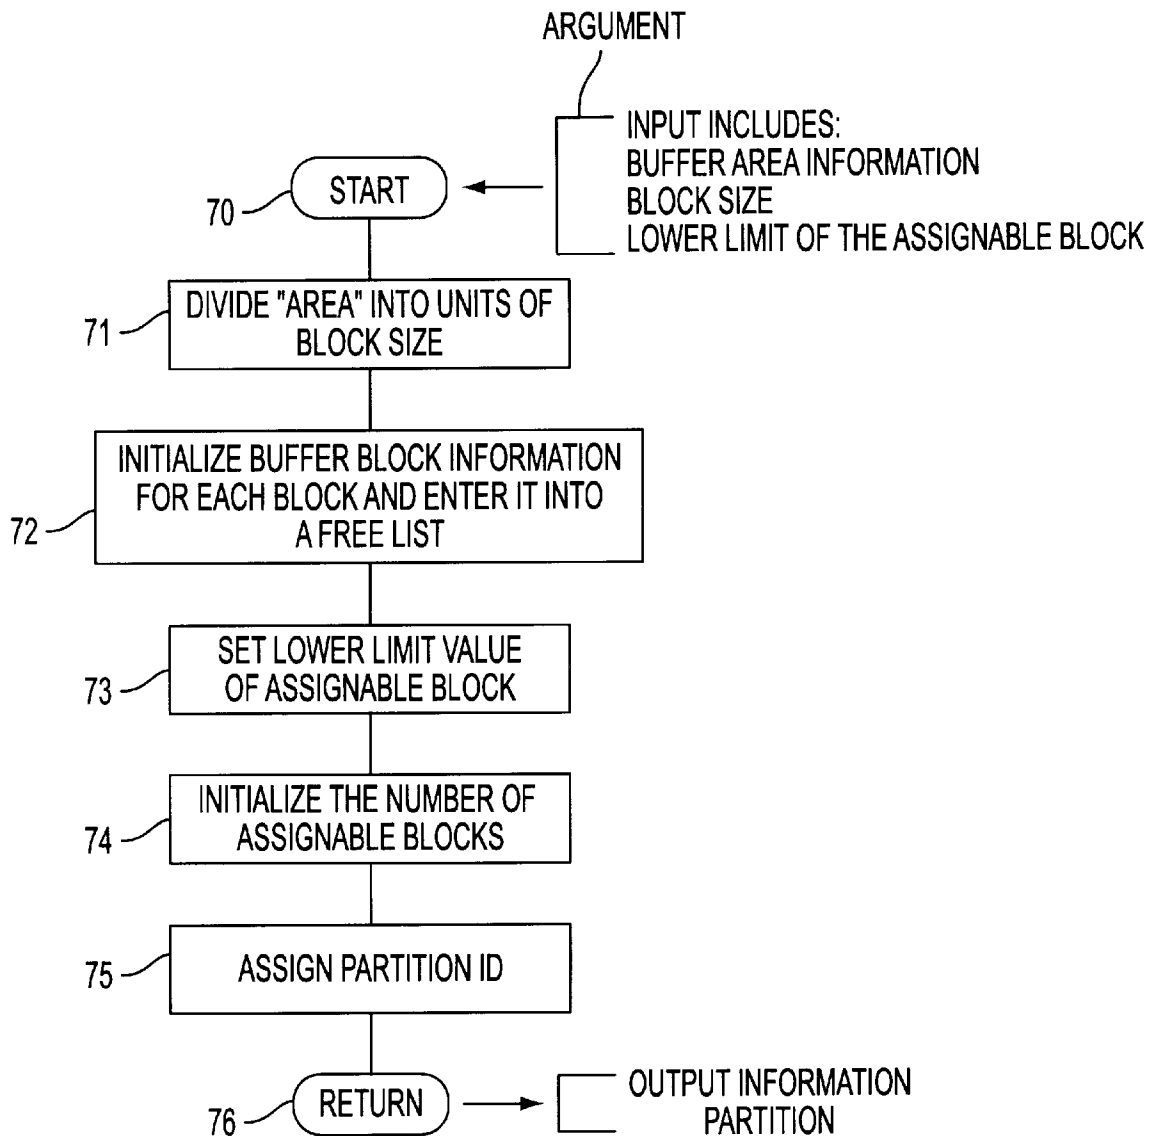 ARGUMENT
INPUT INCLUDES:
BUFFER AREA INFORMATION
BLOCK SIZE
LOWER LIMIT OF THE ASSIGNABLE BLOCK
START
70
DIVIDE "AREA" INTO UNITS OF
BLOCK SIZE
71
INITIALIZE BUFFER BLOCK INFORMATION
FOR EACH BLOCK AND ENTER IT INTO
A FREE LIST
72
SET LOWER LIMIT VALUE
OF ASSIGNABLE BLOCK
73
INITIALIZE THE NUMBER OF
ASSIGNABLE BLOCKS
74
ASSIGN PARTITION ID
75
RETURN
76
OUTPUT INFORMATION
PARTITION